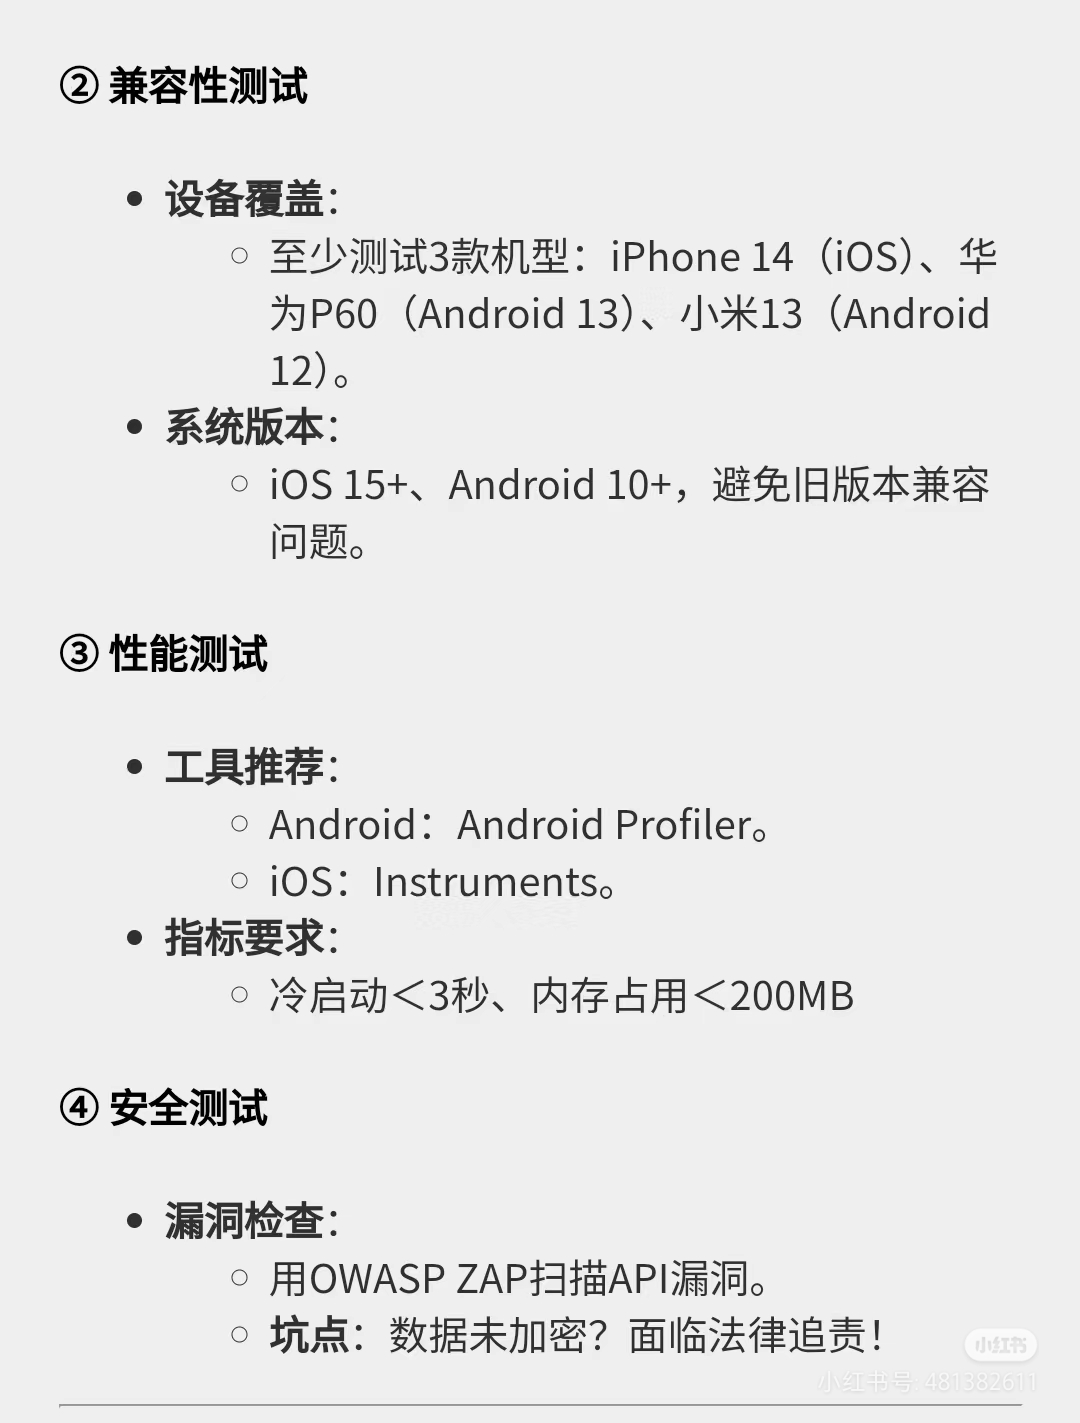 ② 兼容性测试
• 设备覆盖：
○ 至少测试3款机型：iPhone 14（iOS）、华
为P60（Android 13）、小米13（Android
12）。
• 系统版本：
○ iOS 15+、Android 10+，避免旧版本兼容
问题。
③ 性能测试
• 工具推荐：
○ Android：Android Profiler。
○ iOS：Instruments。
• 指标要求：
○ 冷启动＜3秒、内存占用＜200MB
④ 安全测试
• 漏洞检查：
○ 用OWASP ZAP扫描API漏洞。
○ 坑点：数据未加密？面临法律追责！
小红书
小红书号: 481382611